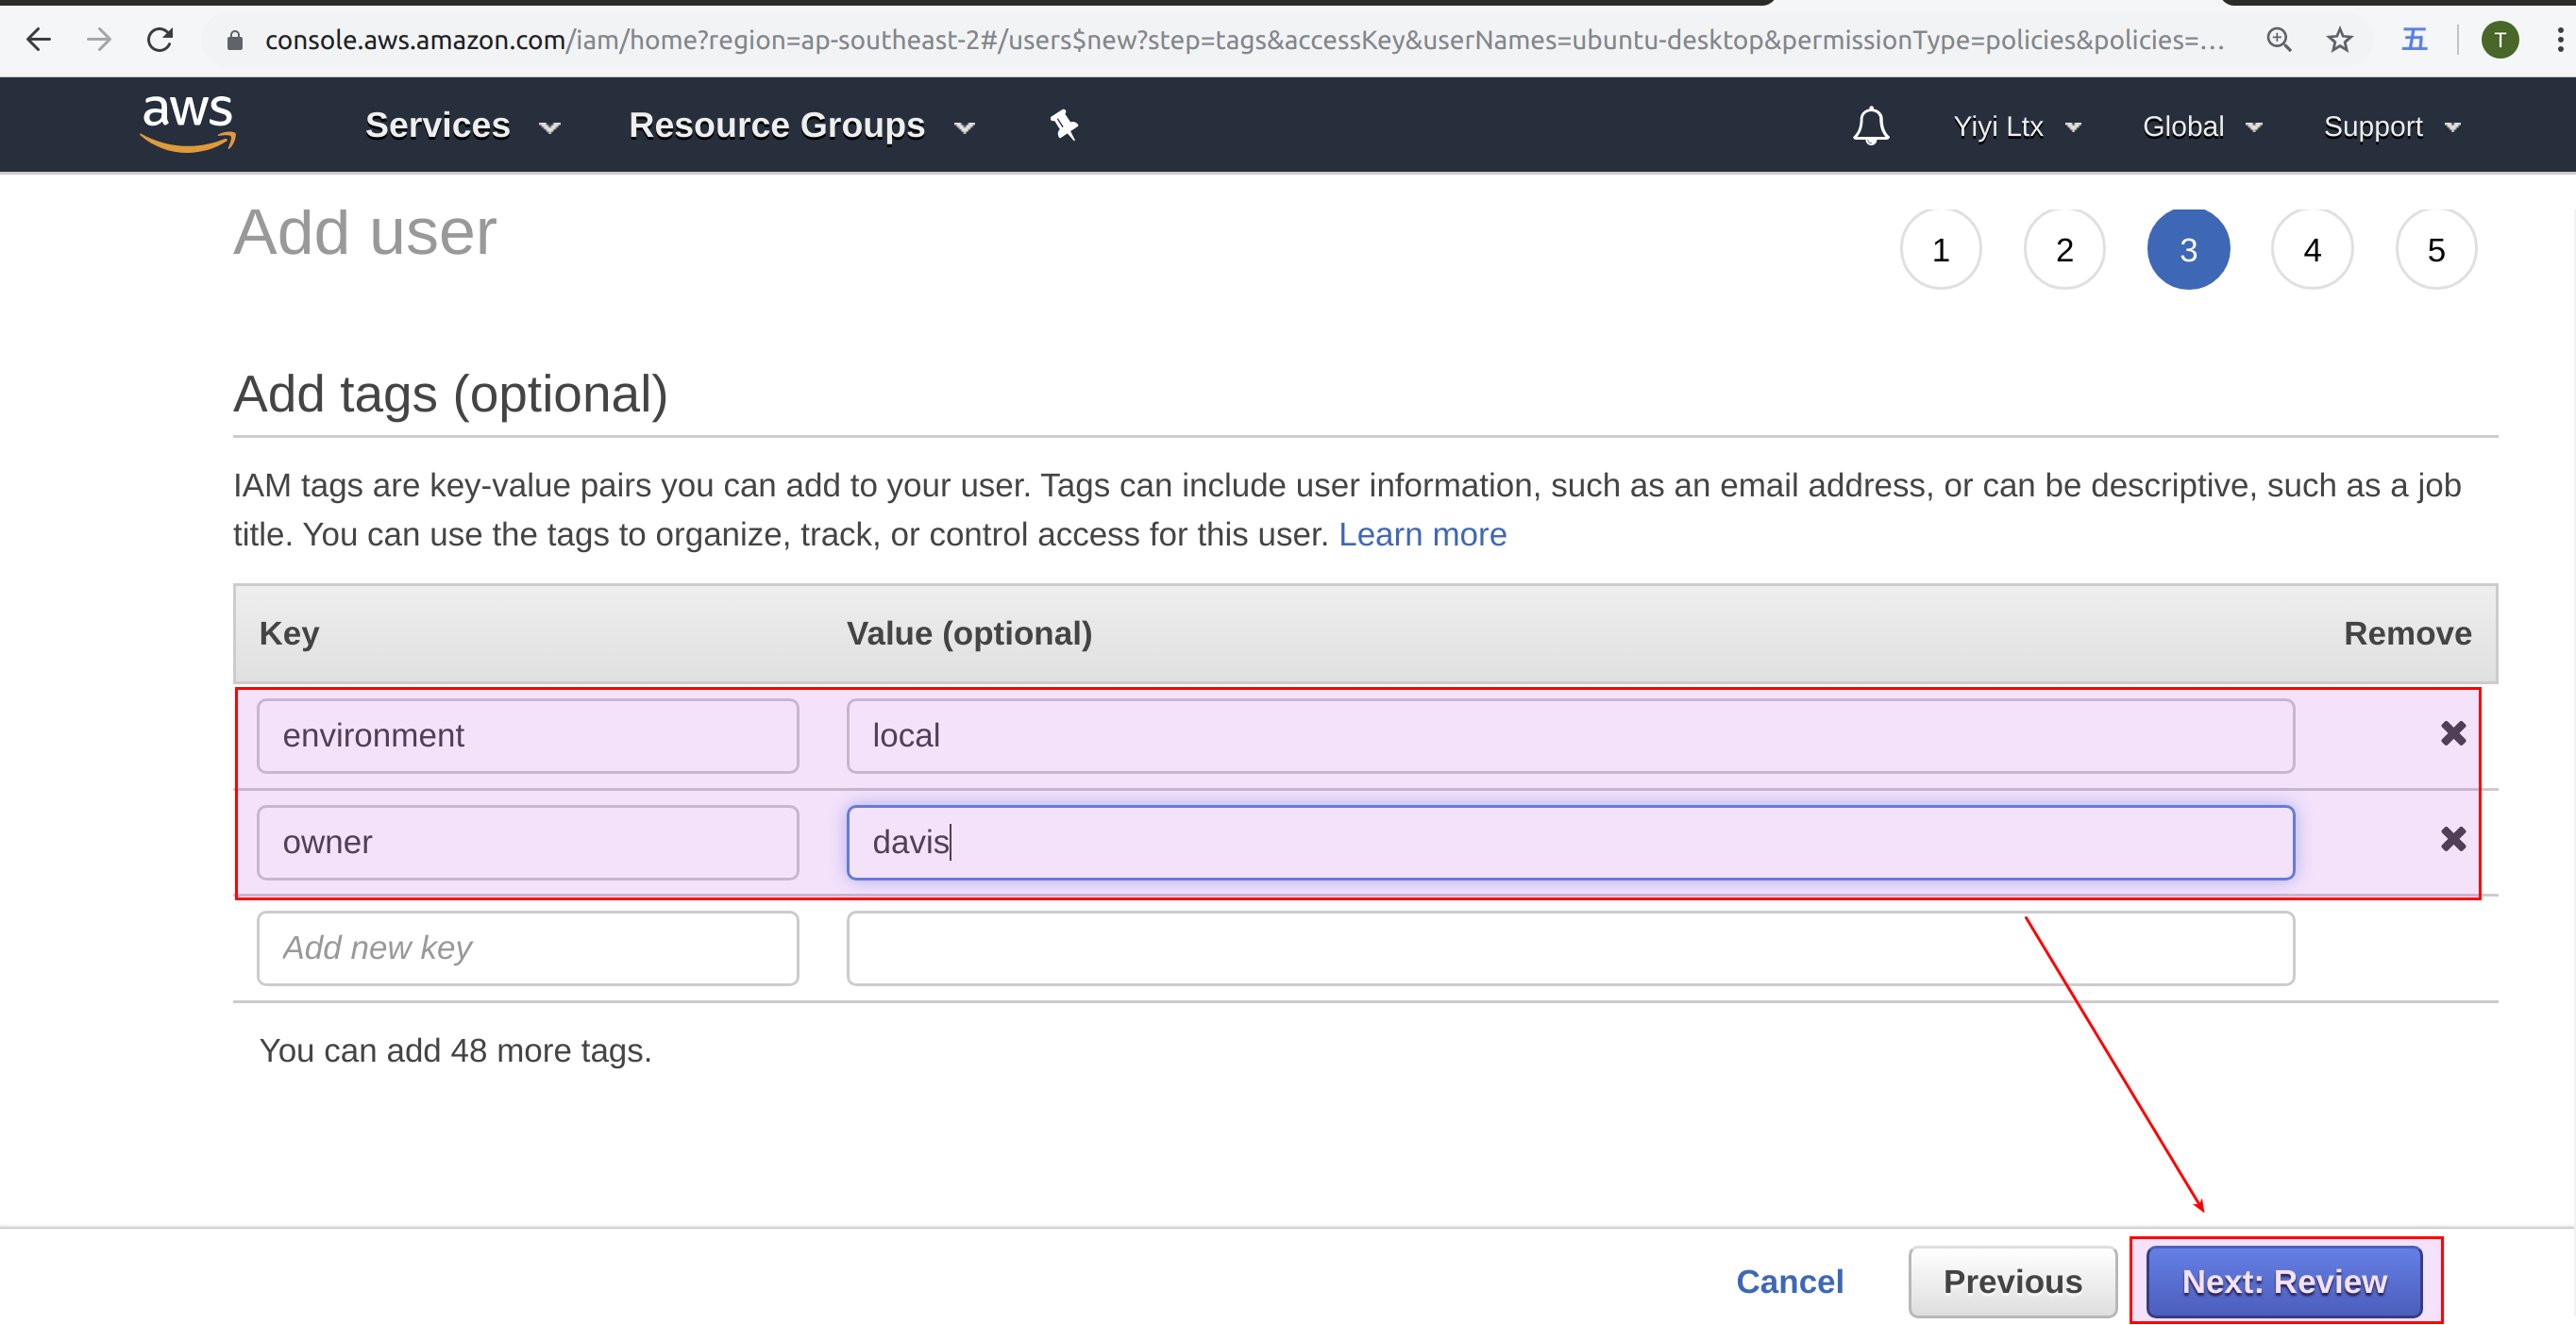 console.aws.amazon.com/iam/home?region=ap-southeast-2#/users$new?step=tags&accessKey&userNames=ubuntu-desktop&permissionType=policies&policies=... 五 T
aws Services Resource Groups Yiyi Ltx Global Support
Add user 1 2 3 4 5
Add tags (optional)
IAM tags are key-value pairs you can add to your user. Tags can include user information, such as an email address, or can be descriptive, such as a job
title. You can use the tags to organize, track, or control access for this user. Learn more
Key Value (optional) Remove
environment local
owner davis
Add new key
You can add 48 more tags.
Cancel Previous Next: Review